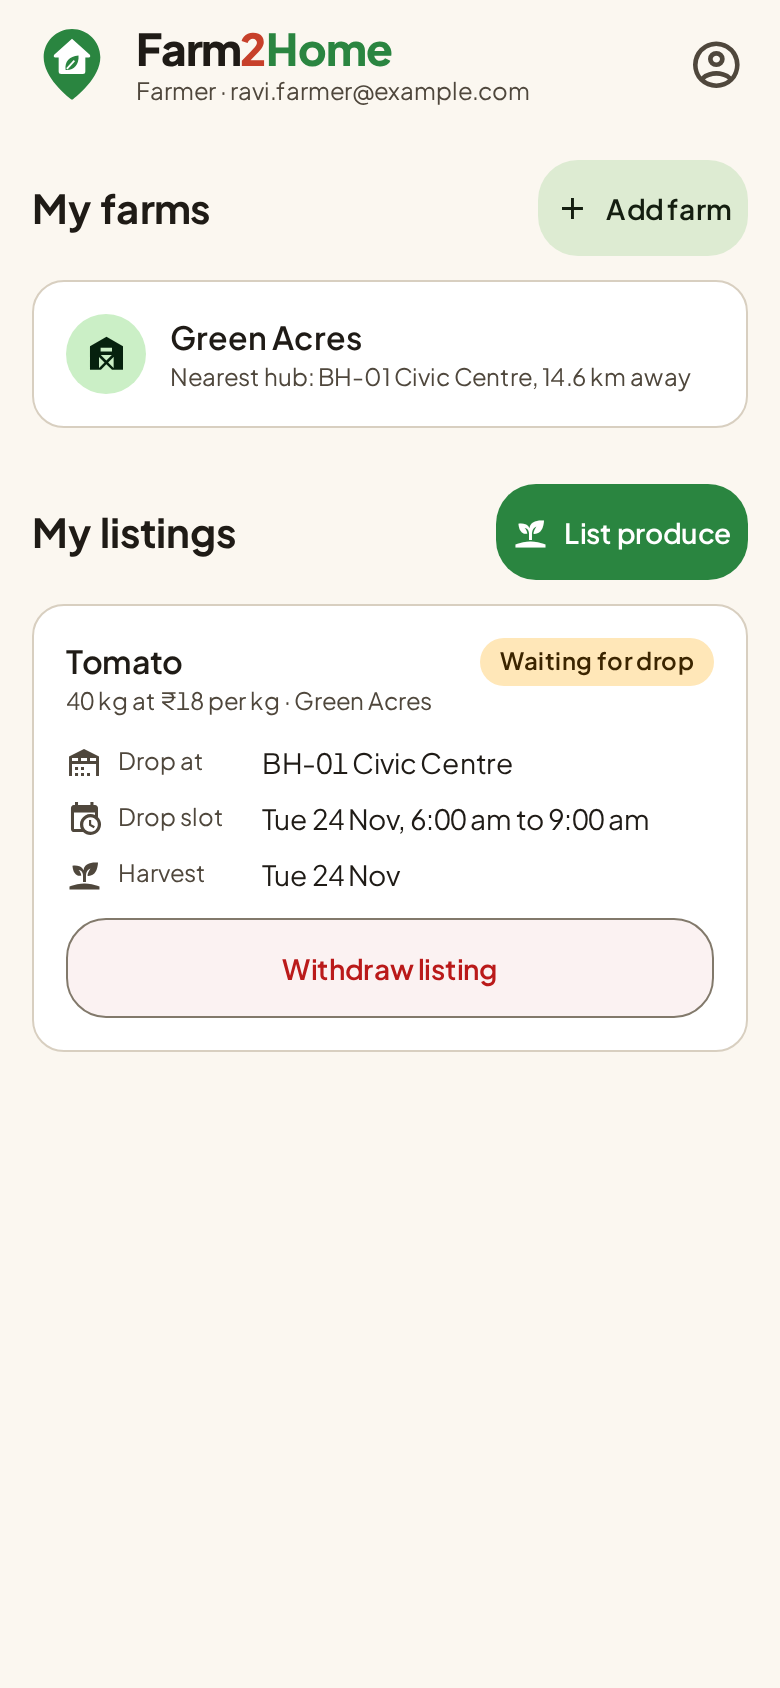 Farm2Home
Farmer · ravi.farmer@example.com
My farms
Add farm
Green Acres
Nearest hub: BH-01 Civic Centre, 14.6 km away
My listings
List produce
Tomato
Waiting for drop
40 kg at ₹18 per kg · Green Acres
Drop at BH-01 Civic Centre
Drop slot Tue 24 Nov, 6:00 am to 9:00 am
Harvest Tue 24 Nov
Withdraw listing